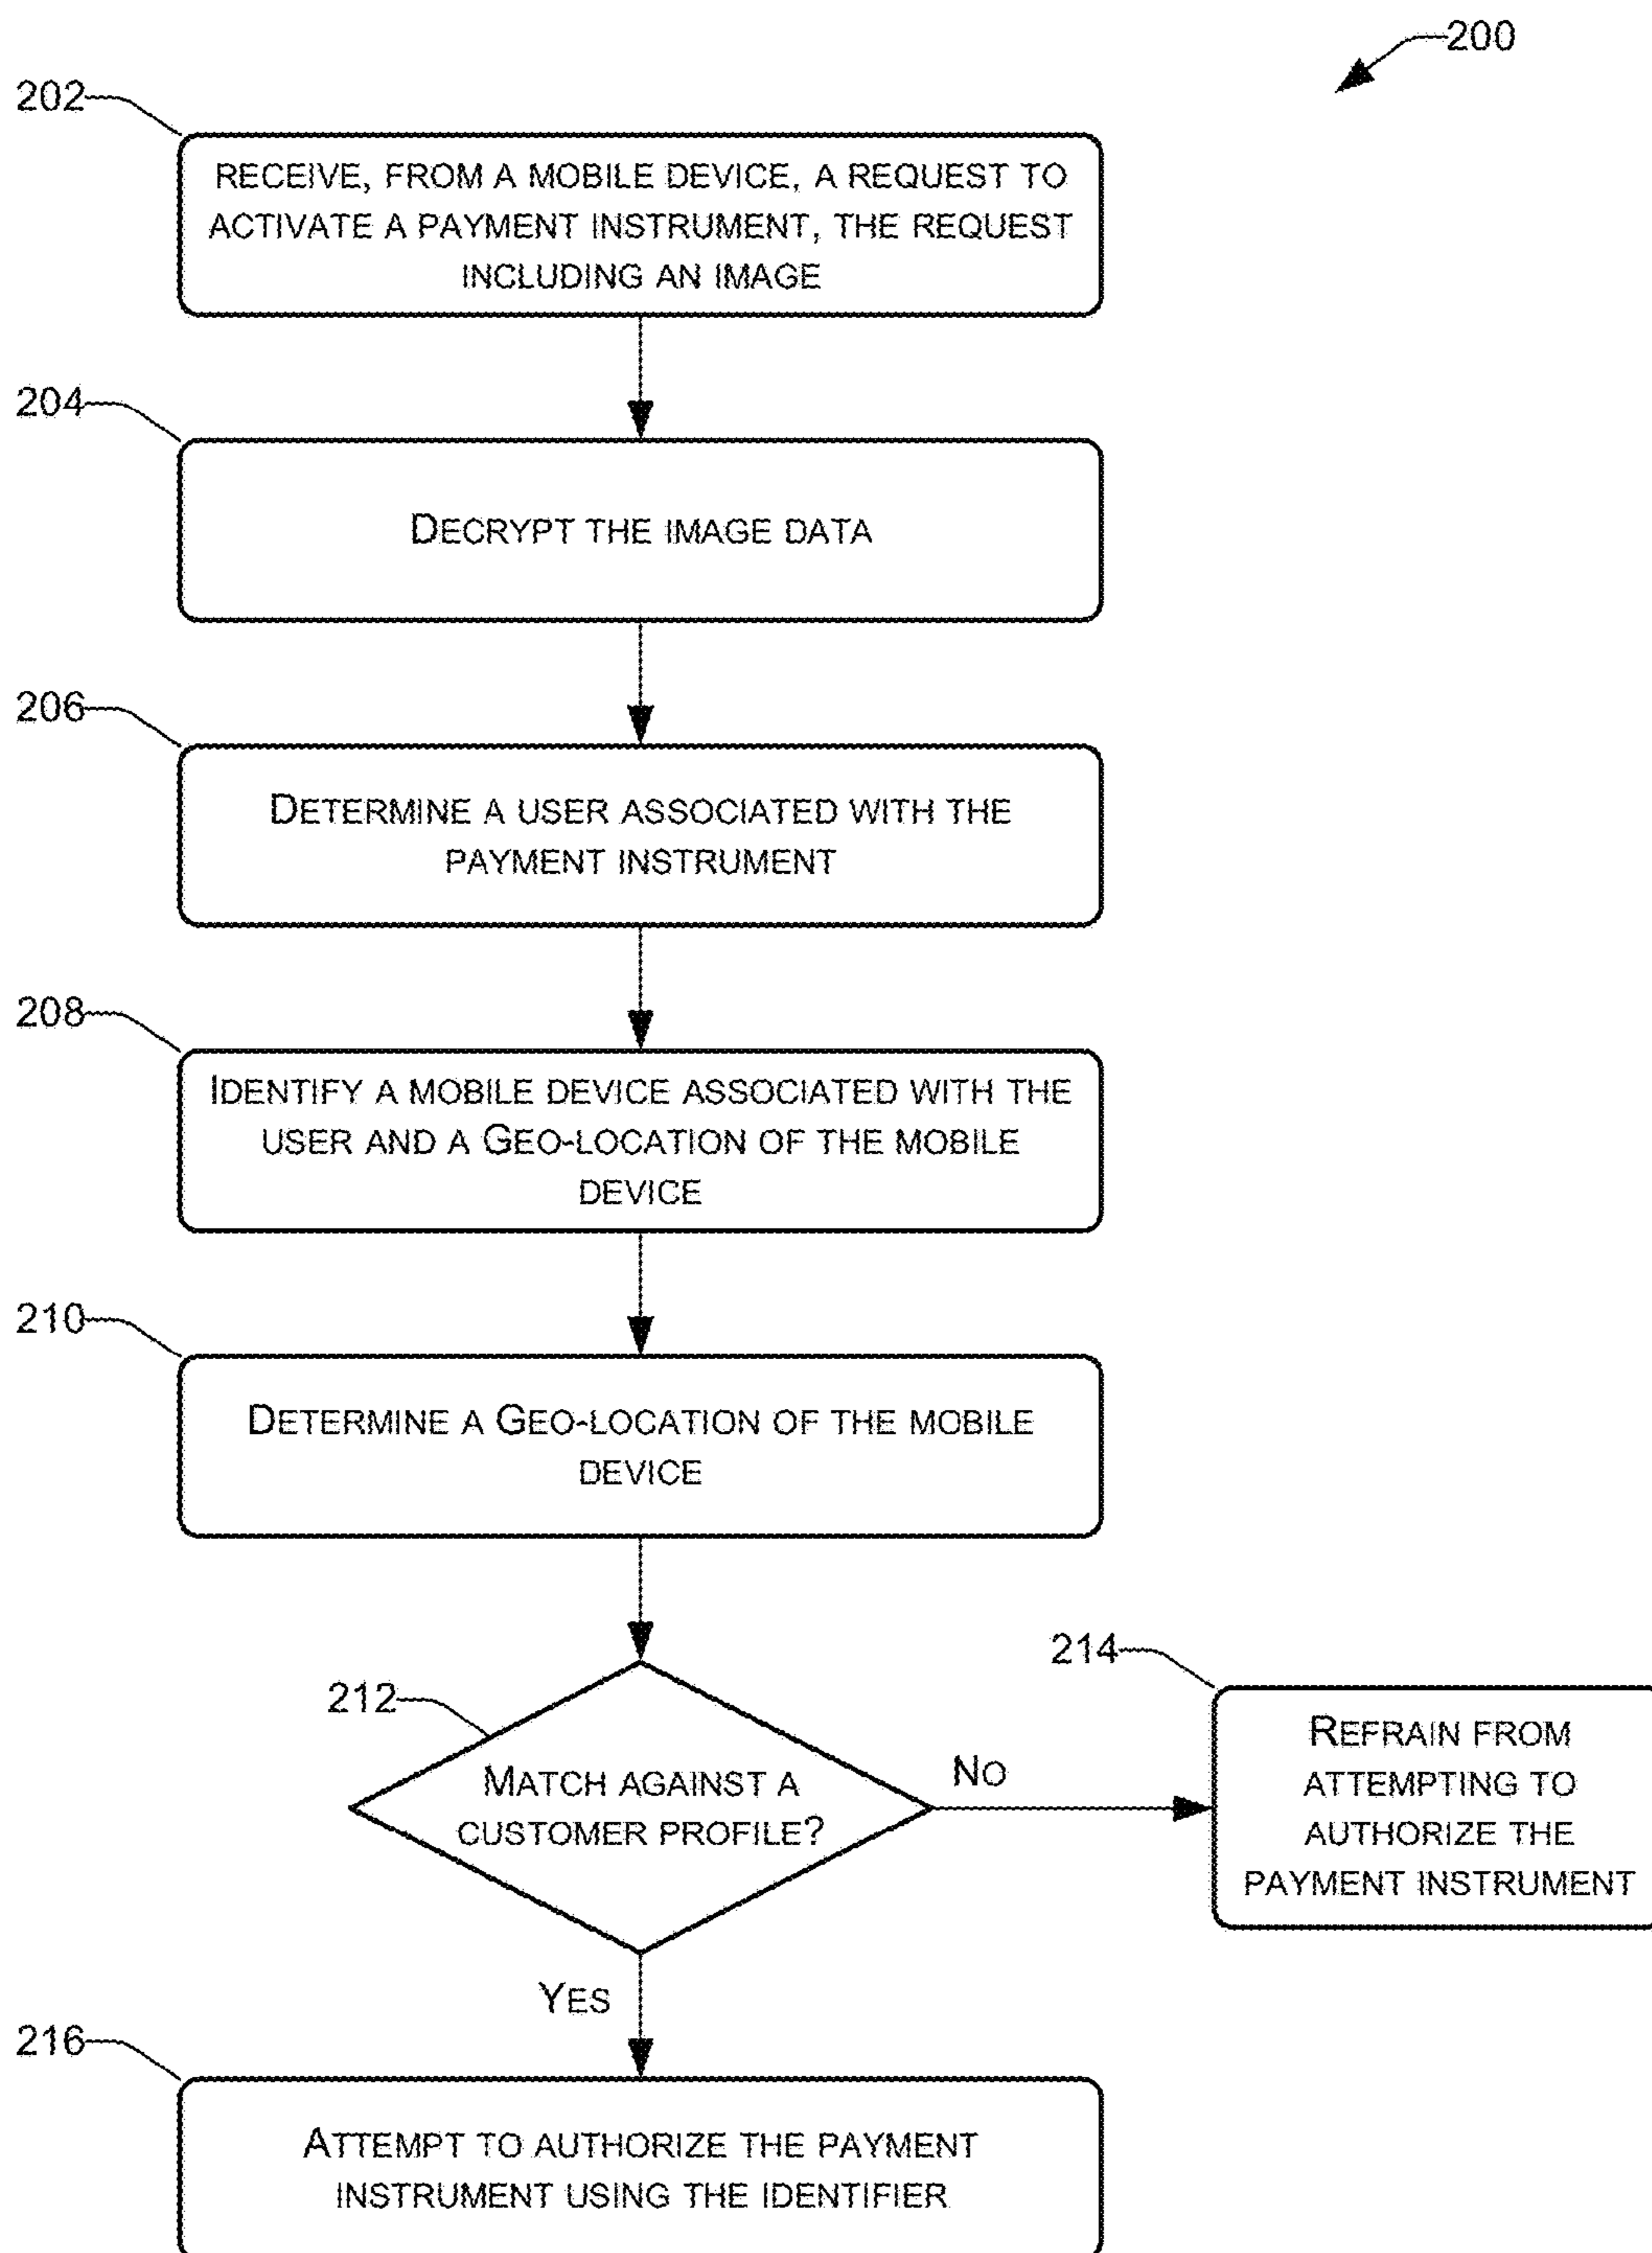 200
202
RECEIVE, FROM A MOBILE DEVICE, A REQUEST TO
ACTIVATE A PAYMENT INSTRUMENT, THE REQUEST
INCLUDING AN IMAGE
204
DECRYPT THE IMAGE DATA
206
DETERMINE A USER ASSOCIATED WITH THE
PAYMENT INSTRUMENT
208
IDENTIFY A MOBILE DEVICE ASSOCIATED WITH THE
USER AND A GEO-LOCATION OF THE MOBILE
DEVICE
210
DETERMINE A GEO-LOCATION OF THE MOBILE
DEVICE
212
MATCH AGAINST A
CUSTOMER PROFILE?
NO
214
REFRAIN FROM
ATTEMPTING TO
AUTHORIZE THE
PAYMENT INSTRUMENT
YES
216
ATTEMPT TO AUTHORIZE THE PAYMENT
INSTRUMENT USING THE IDENTIFIER